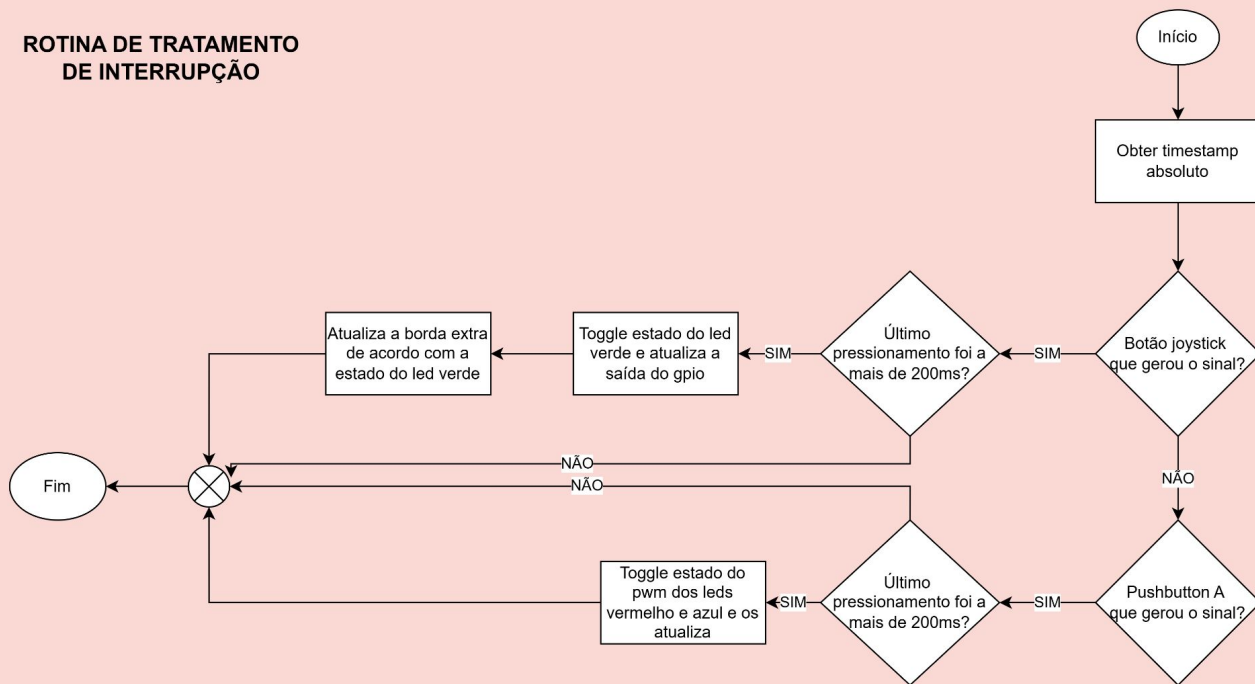 ROTINA DE TRATAMENTO
DE INTERRUPÇÃO
Início
Obter timestamp
absoluto
Botão joystick
que gerou o sinal?
SIM
Último
pressionamento foi a
mais de 200ms?
SIM
Toggle estado do led
verde e atualiza a
saída do gpio
Atualiza a borda extra
de acordo com a
estado do led verde
NÃO
NÃO
NÃO
Pushbutton A
que gerou o sinal?
SIM
Último
pressionamento foi a
mais de 200ms?
SIM
Toggle estado do
pwm dos leds
vermelho e azul e os
atualiza
Fim